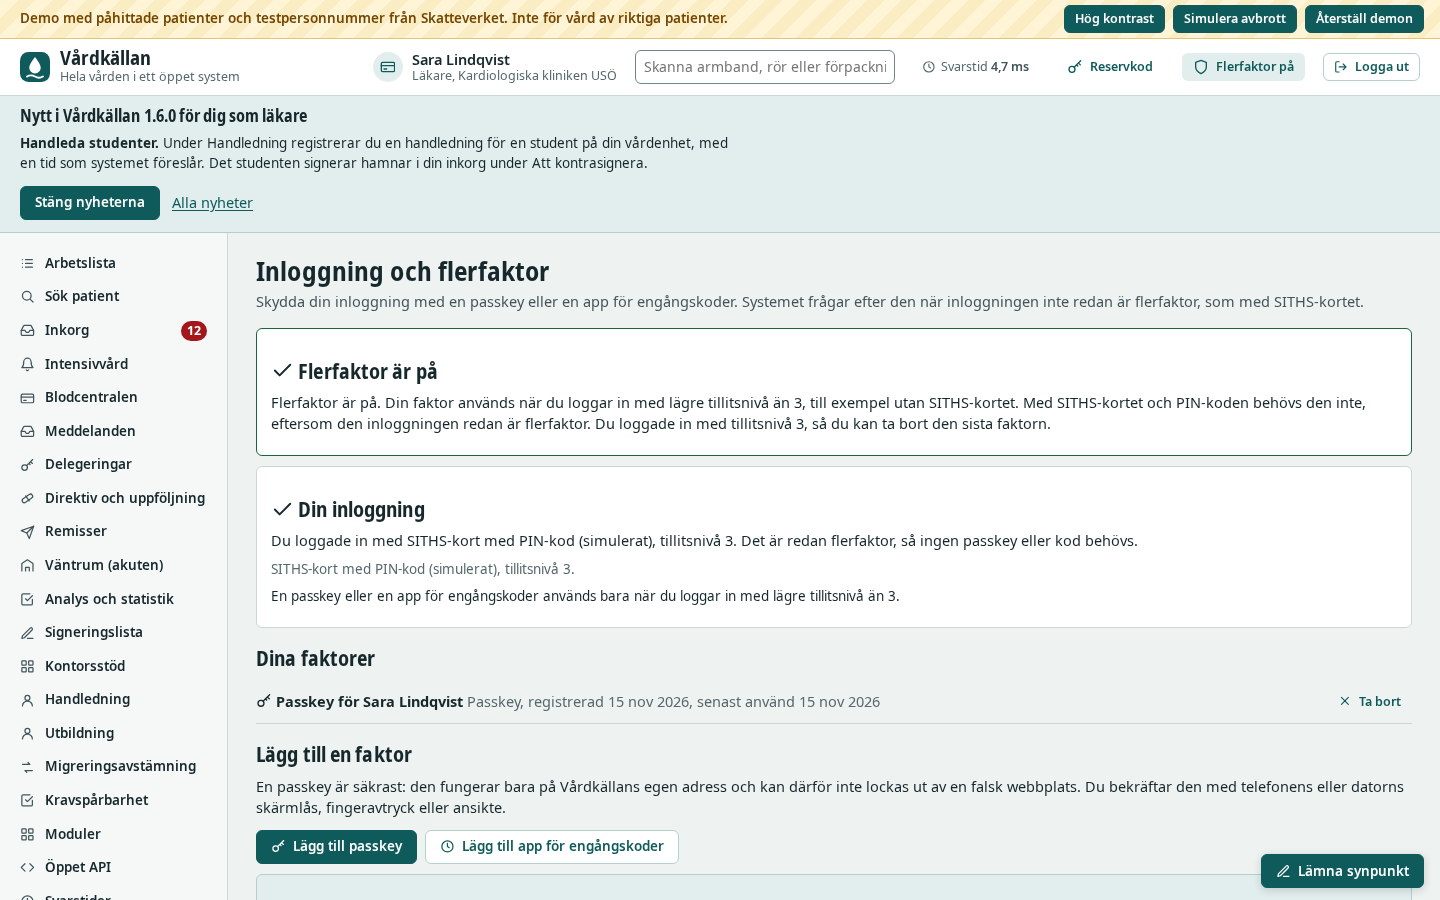 Demo med påhittade patienter och testpersonnummer från Skatteverket. Inte för vård av riktiga patienter.
Hög kontrast
Simulera avbrott
Återställ demon
Vårdkällan
Hela vården i ett öppet system
Sara Lindqvist
Läkare, Kardiologiska kliniken USÖ
Skanna armband, rör eller förpackni
Svarstid 4,7 ms
Reservkod
Flerfaktor på
Logga ut
Nytt i Vårdkällan 1.6.0 för dig som läkare
Handleda studenter. Under Handledning registrerar du en handledning för en student på din vårdenhet, med
en tid som systemet föreslår. Det studenten signerar hamnar i din inkorg under Att kontrasignera.
Stäng nyheterna
Alla nyheter
Arbetslista
Sök patient
Inkorg
12
Intensivvård
Blodcentralen
Meddelanden
Delegeringar
Direktiv och uppföljning
Remisser
Väntrum (akuten)
Analys och statistik
Signeringslista
Kontorsstöd
Handledning
Utbildning
Migreringsavstämning
Kravspårbarhet
Moduler
Öppet API
Svarstider
Inloggning och flerfaktor
Skydda din inloggning med en passkey eller en app för engångskoder. Systemet frågar efter den när inloggningen inte redan är flerfaktor, som med SITHS-kortet.
Flerfaktor är på
Flerfaktor är på. Din faktor används när du loggar in med lägre tillitsnivå än 3, till exempel utan SITHS-kortet. Med SITHS-kortet och PIN-koden behövs den inte,
eftersom den inloggningen redan är flerfaktor. Du loggade in med tillitsnivå 3, så du kan ta bort den sista faktorn.
Din inloggning
Du loggade in med SITHS-kort med PIN-kod (simulerat), tillitsnivå 3. Det är redan flerfaktor, så ingen passkey eller kod behövs.
SITHS-kort med PIN-kod (simulerat), tillitsnivå 3.
En passkey eller en app för engångskoder används bara när du loggar in med lägre tillitsnivå än 3.
Dina faktorer
Passkey för Sara Lindqvist Passkey, registrerad 15 nov 2026, senast använd 15 nov 2026
Ta bort
Lägg till en faktor
En passkey är säkrast: den fungerar bara på Vårdkällans egen adress och kan därför inte lockas ut av en falsk webbplats. Du bekräftar den med telefonens eller datorns
skärmlås, fingeravtryck eller ansikte.
Lägg till passkey
Lägg till app för engångskoder
Lämna synpunkt